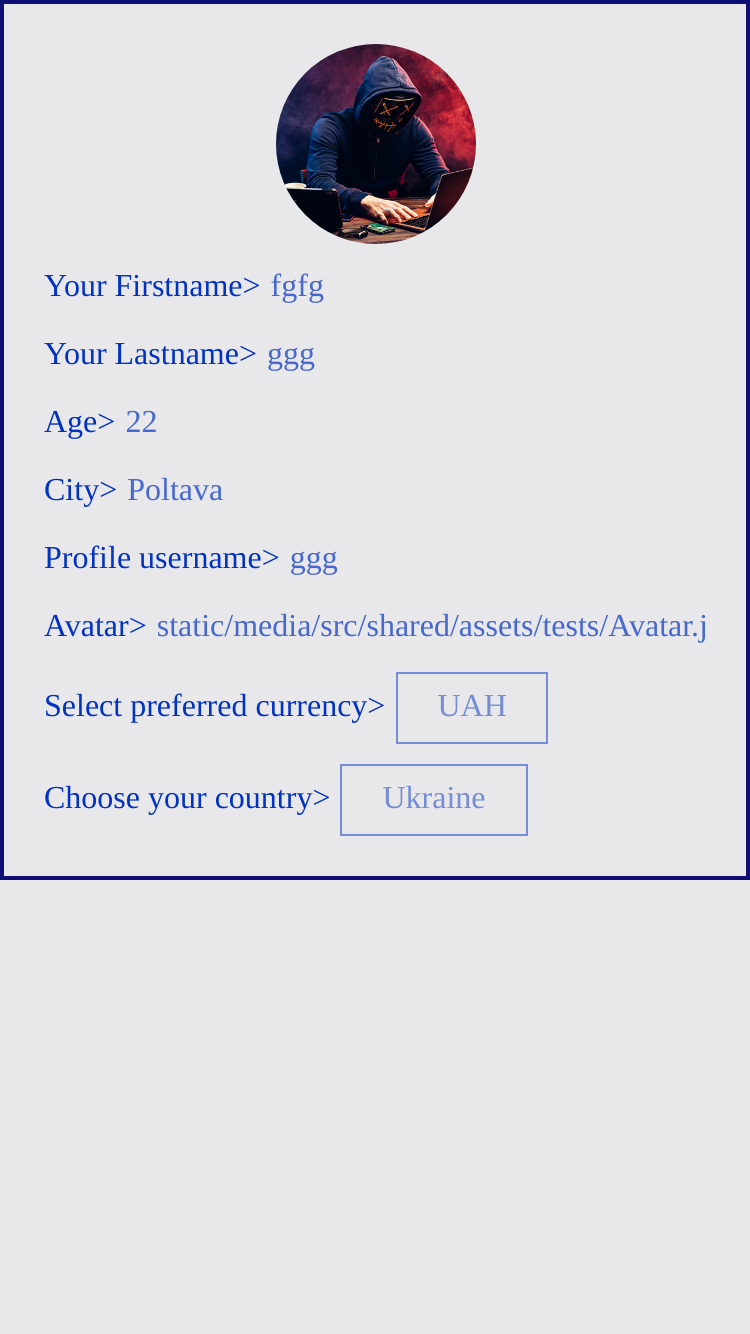 Your Firstname> fgfg
Your Lastname> ggg
Age> 22
City> Poltava
Profile username> ggg
Avatar> static/media/src/shared/assets/tests/Avatar.j
Select preferred currency> UAH
Choose your country> Ukraine